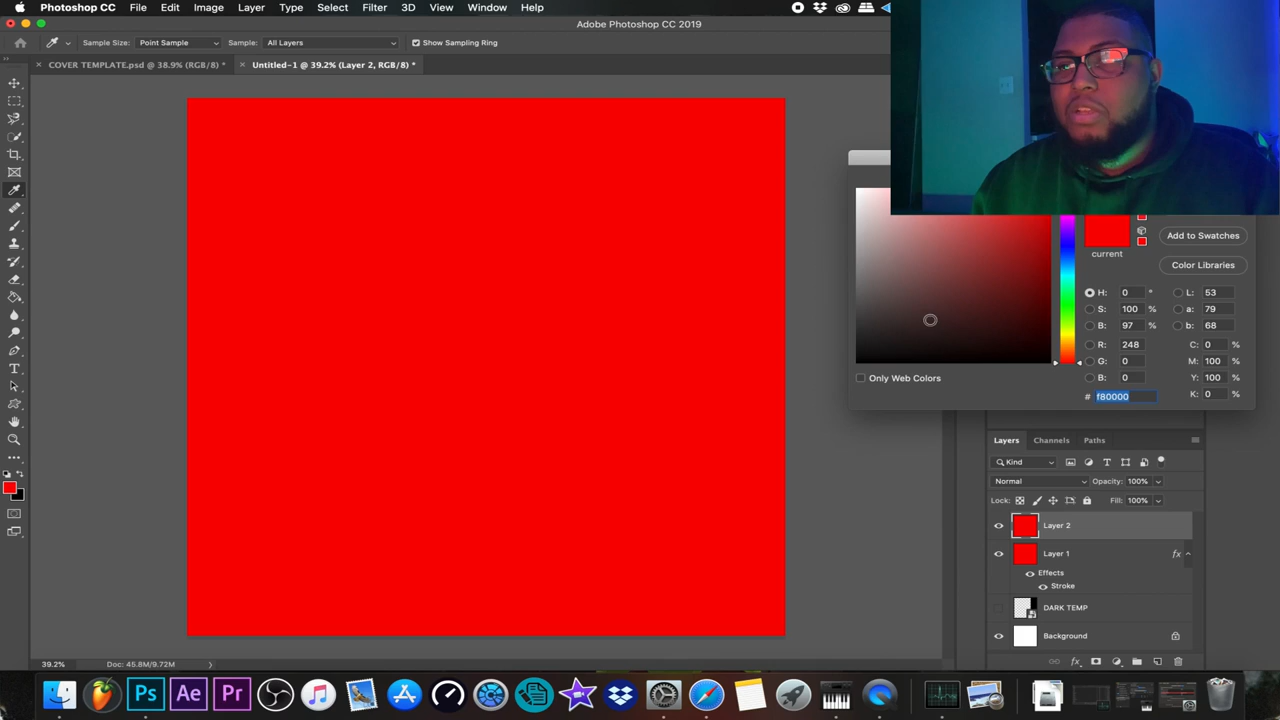 Photoshop CC File Edit Image Layer Type Select Filter 3D View Window Help
Adobe Photoshop CC 2019
Sample Size: Point Sample Sample: All Layers Show Sampling Ring
× COVER TEMPLATE.psd @ 38.9% (RGB/8) * × Untitled-1 @ 39.2% (Layer 2, RGB/8) *
Add to Swatches
current
Color Libraries
H: 0 ° L: 53
S: 100 % a: 79
B: 97 % b: 68
R: 248 C: 0 %
G: 0 M: 100 %
Only Web Colors B: 0 Y: 100 %
# f80000 K: 0 %
Layers Channels Paths
Kind
Normal Opacity: 100%
Lock: Fill: 100%
Layer 2
Layer 1 fx
Effects
Stroke
DARK TEMP
Background
39.2% Doc: 45.8M/9.72M fx
Ps Ae Pr